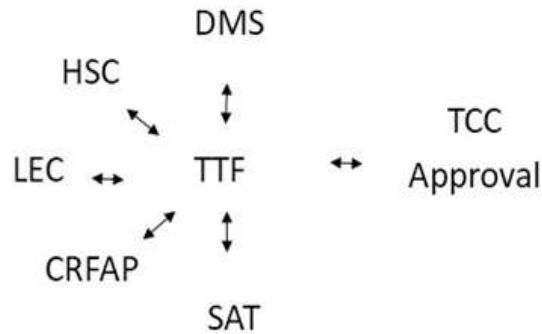 DMS
HSC
TCC
Approval
LEC
TTF
CRFAP
SAT